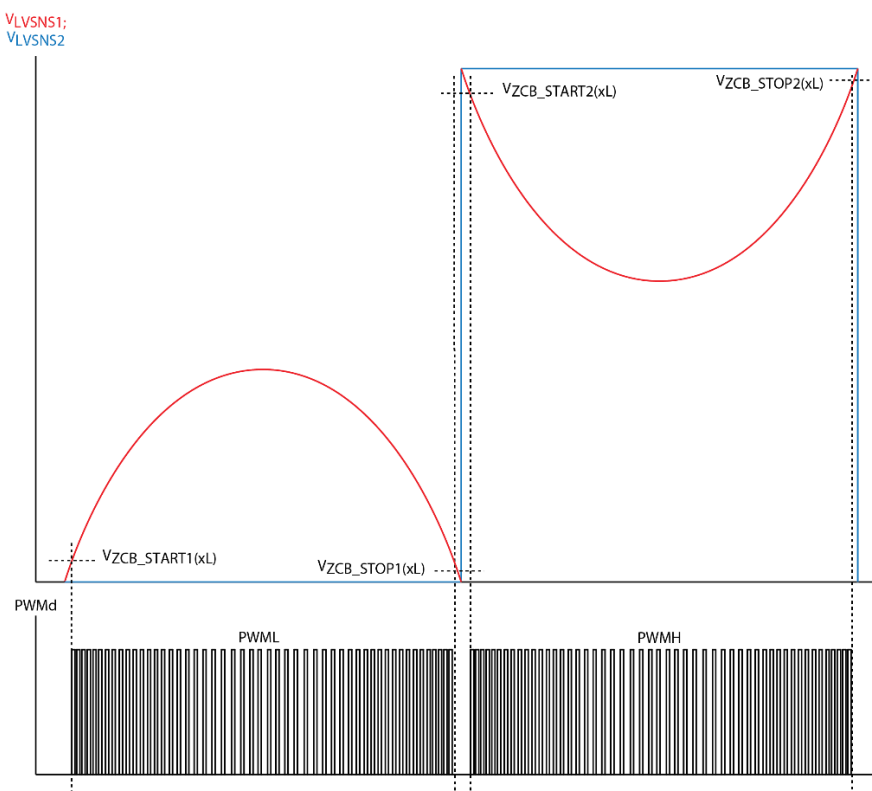 VLVSNS1;
VLVSNS2
VZCB_START2(xL)
VZCB_STOP2(xL)
VZCB_START1(xL)
VZCB_STOP1(xL)
PWMd
PWML
PWMH